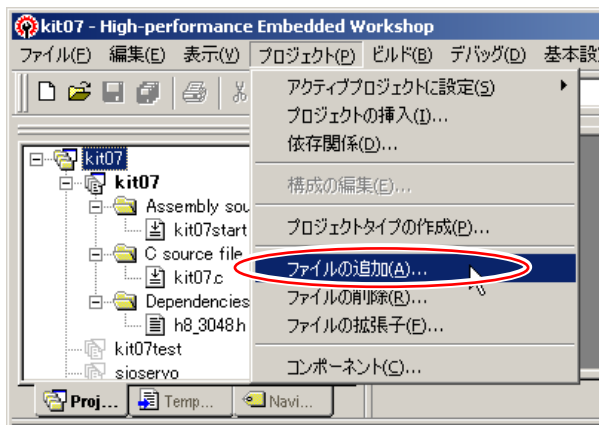 kit07 - High-performance Embedded Workshop
ファイル(F) 編集(E) 表示(V) プロジェクト(P) ビルド(B) デバッグ(D) 基本設
アクティブプロジェクトに設定(S)
プロジェクトの挿入(I)...
依存関係(D)...
構成の編集(E)...
プロジェクトタイプの作成(P)...
ファイルの追加(A)...
ファイルの削除(R)...
ファイルの拡張子(F)...
コンポーネント(C)...
kit07
kit07
Assembly sou
kit07start
C source file
kit07.c
Dependencies
h8_3048.h
kit07test
sioservo
Proj... Temp... Navi...